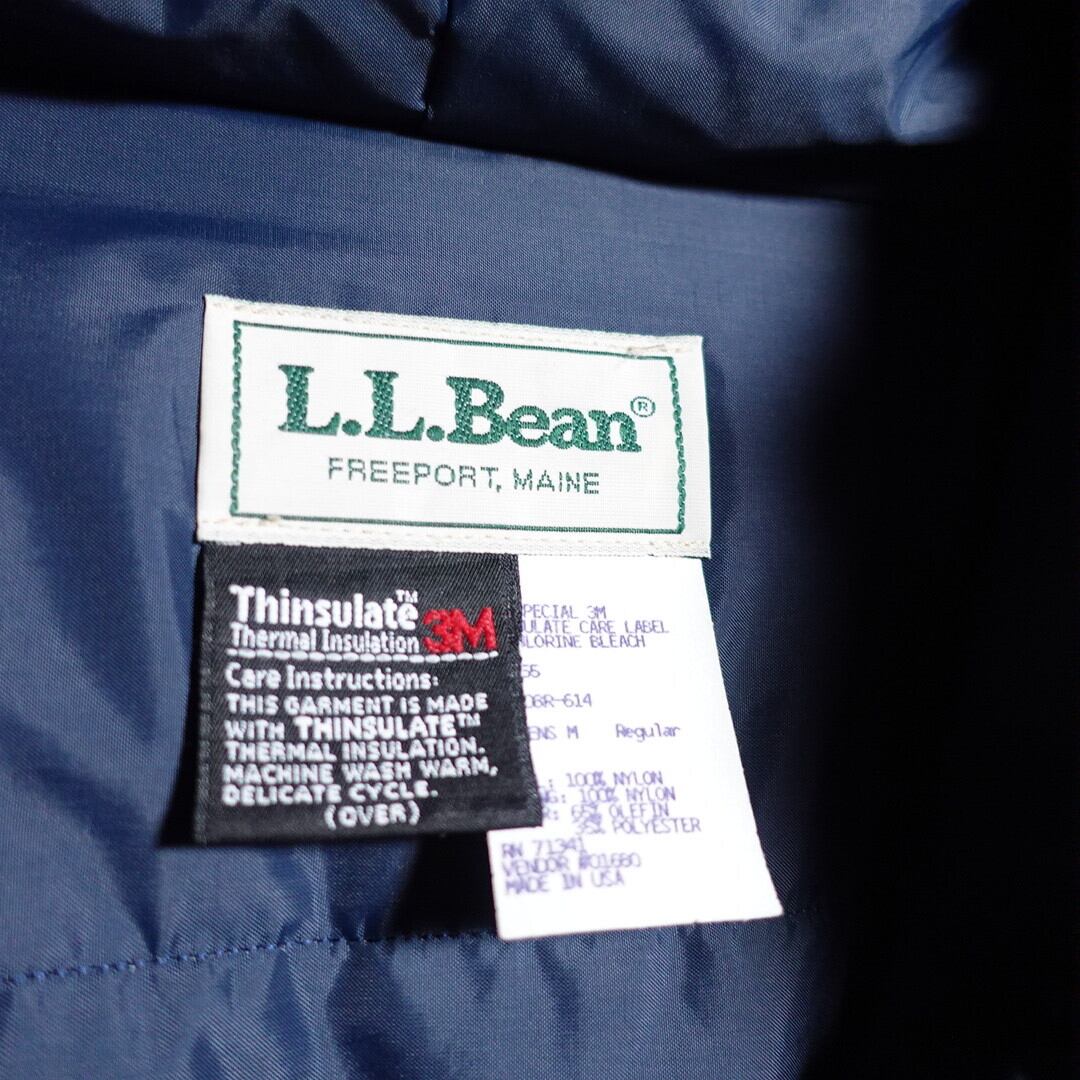 L.L.Bean®
FREEPORT, MAINE
Thinsulate™
Thermal Insulation 3M
Care Instructions:
THIS GARMENT IS MADE
WITH THINSULATE™
THERMAL INSULATION.
MACHINE WASH WARM,
DELICATE CYCLE.
(OVER)
PECIAL 3M
ULATE CARE LABEL
LORINE BLEACH
55
06R-614
ENS M Regular
: 100% NYLON
G: 100% NYLON
R: 65% OLEFIN
35% POLYESTER
RN 71341
VENDOR #01680
MADE IN USA